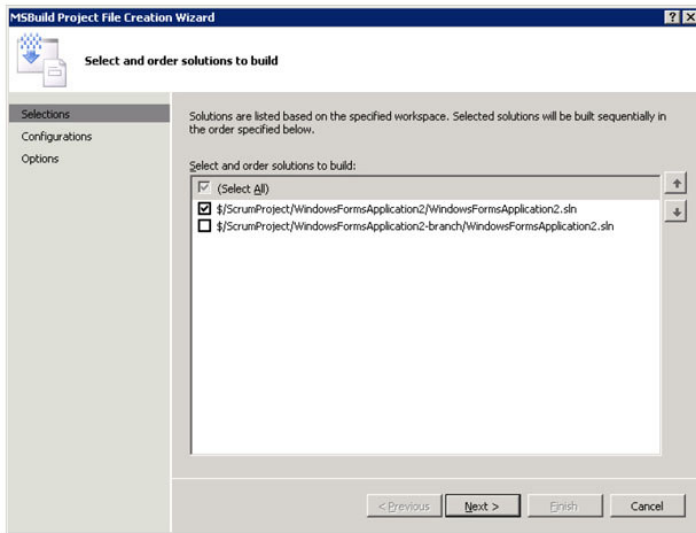 MSBuild Project File Creation Wizard
Select and order solutions to build
Selections
Configurations
Options
Solutions are listed based on the specified workspace. Selected solutions will be built sequentially in
the order specified below.
Select and order solutions to build:
(Select All)
$/ScrumProject/WindowsFormsApplication2/WindowsFormsApplication2.sln
$/ScrumProject/WindowsFormsApplication2-branch/WindowsFormsApplication2.sln
< Previous
Next >
Finish
Cancel